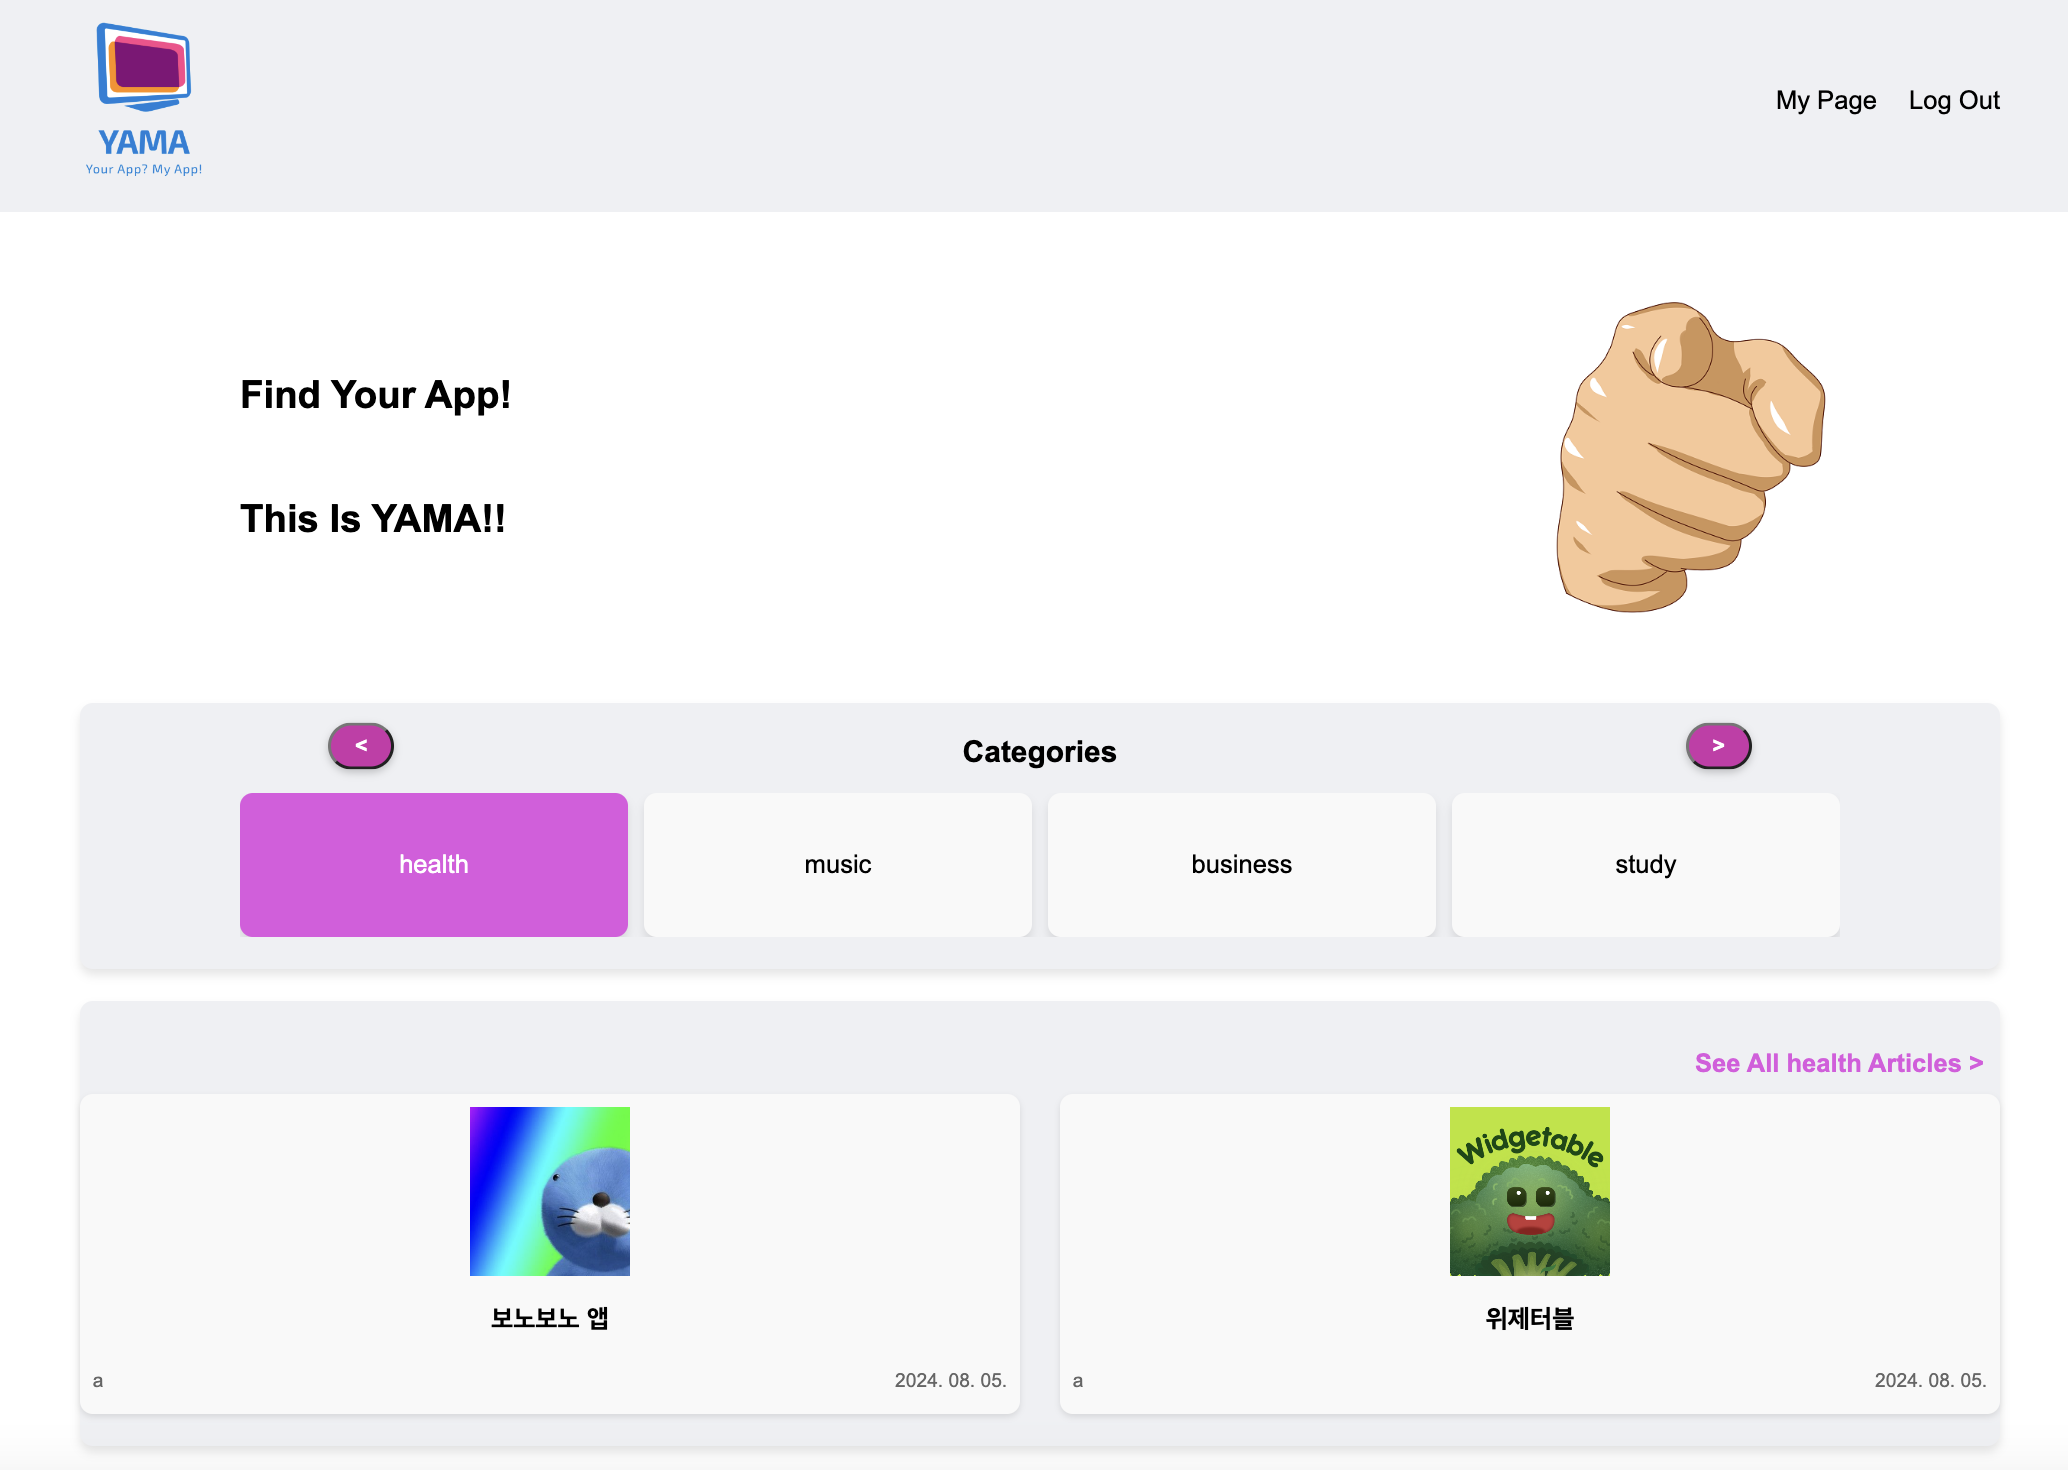 YAMA
Your App? My App!
My Page
Log Out
Find Your App!
This Is YAMA!!
<
Categories
>
health
music
business
study
See All health Articles >
Widgetable
보노보노 앱
위제터블
a
2024. 08. 05.
a
2024. 08. 05.